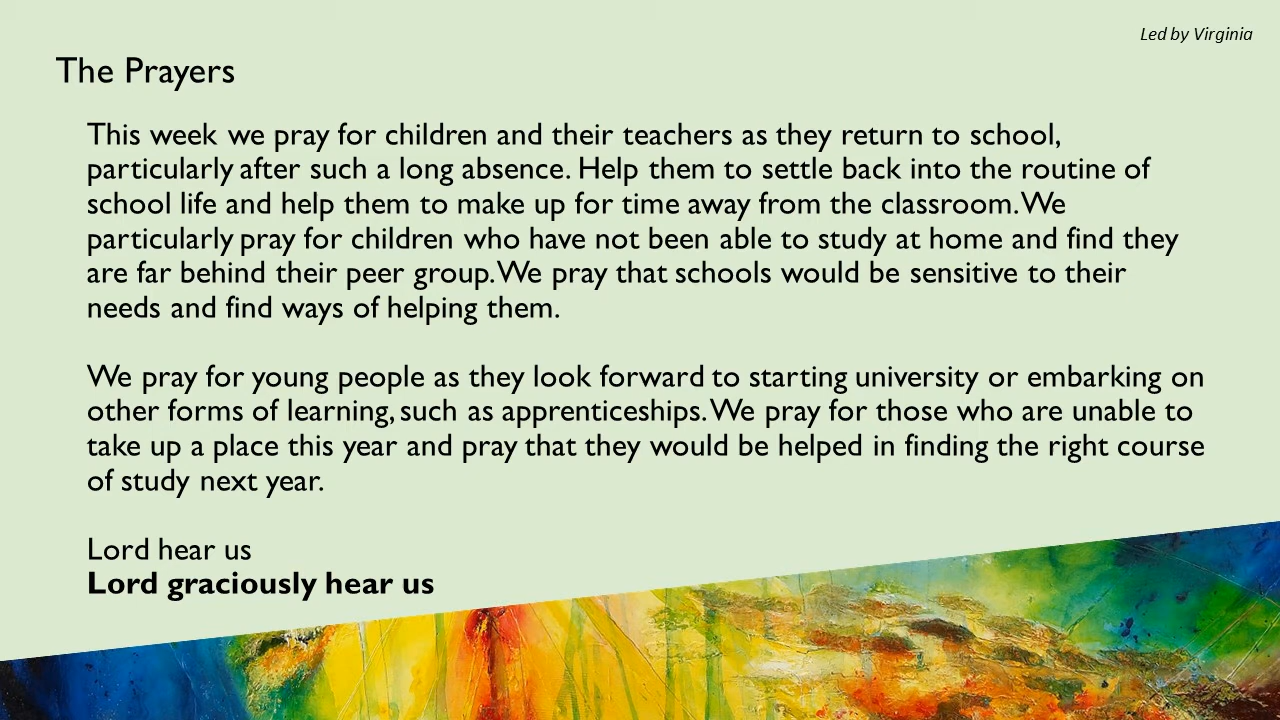 Led by Virginia
The Prayers
This week we pray for children and their teachers as they return to school,
particularly after such a long absence. Help them to settle back into the routine of
school life and help them to make up for time away from the classroom. We
particularly pray for children who have not been able to study at home and find they
are far behind their peer group. We pray that schools would be sensitive to their
needs and find ways of helping them.
We pray for young people as they look forward to starting university or embarking on
other forms of learning, such as apprenticeships. We pray for those who are unable to
take up a place this year and pray that they would be helped in finding the right course
of study next year.
Lord hear us
Lord graciously hear us